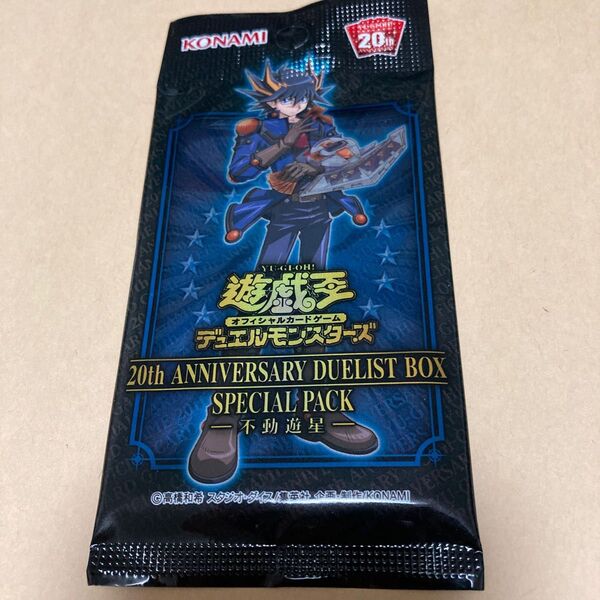 KONAMI
YU-GI-OH!
20th
YU-GI-OH!
遊戯王
オフィシャルカードゲーム
デュエルモンスターズ
20th ANNIVERSARY DUELIST BOX
SPECIAL PACK
─ 不動遊星 ─
©高橋和希 スタジオ・ダイス/集英社 企画・制作/KONAMI